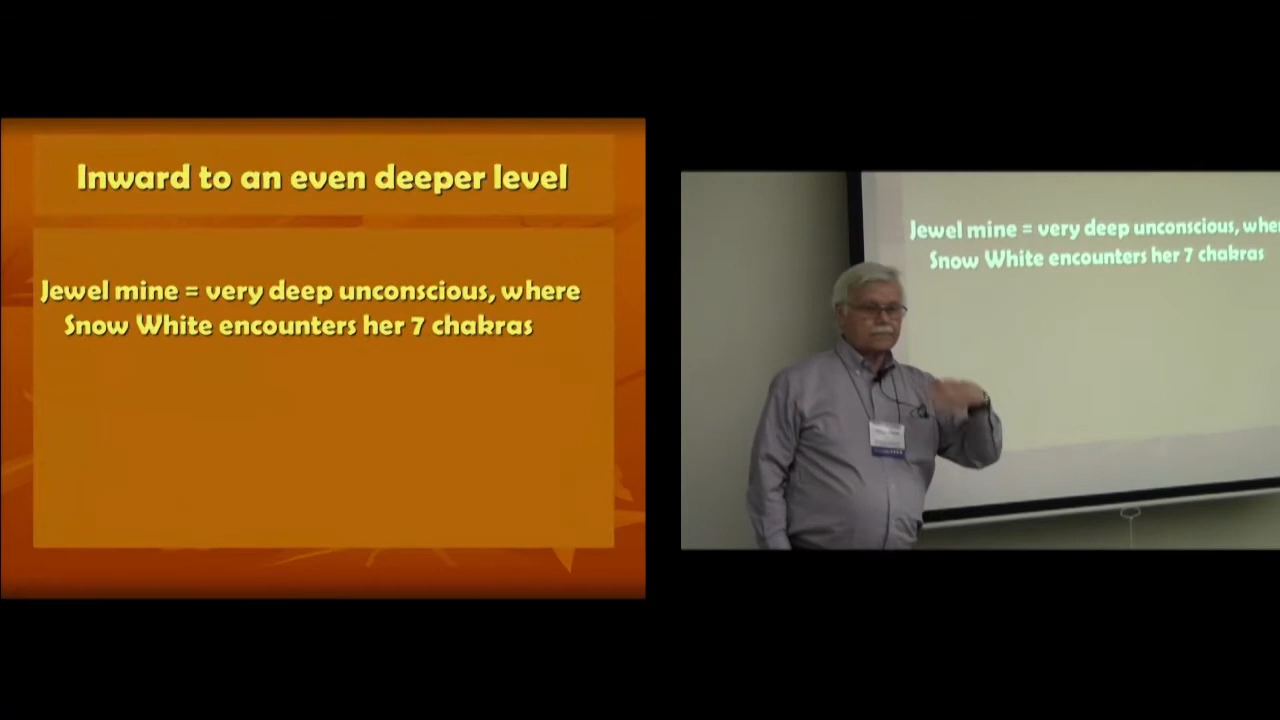 Inward to an even deeper level
Jewel mine = very deep unconscious, where
Snow White encounters her 7 chakras
Jewel mine = very deep unconscious, wher
Snow White encounters her 7 chakras